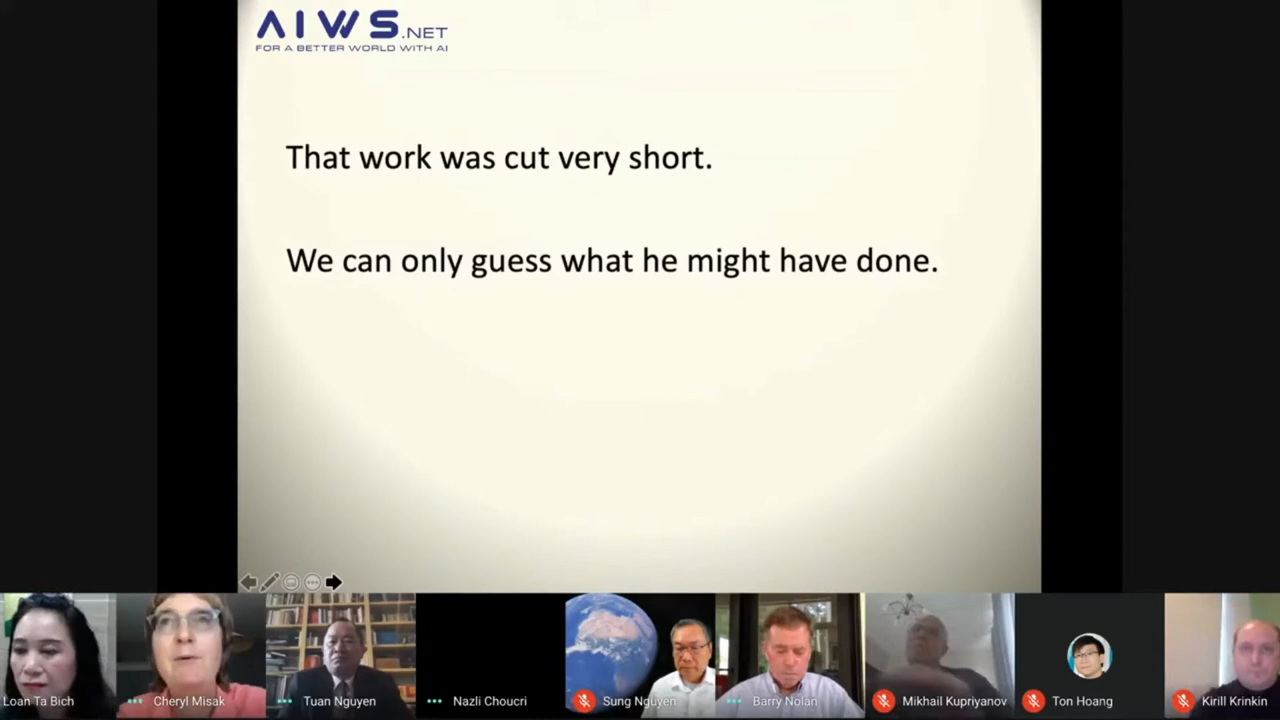 AIWS.NET
FOR A BETTER WORLD WITH AI
That work was cut very short.
We can only guess what he might have done.
Loan Ta Bich
Cheryl Misak
Tuan Nguyen
Nazli Choucri
Sung Nguyen
Barry Nolan
Mikhail Kupriyanov
Ton Hoang
Kirill Krinkin